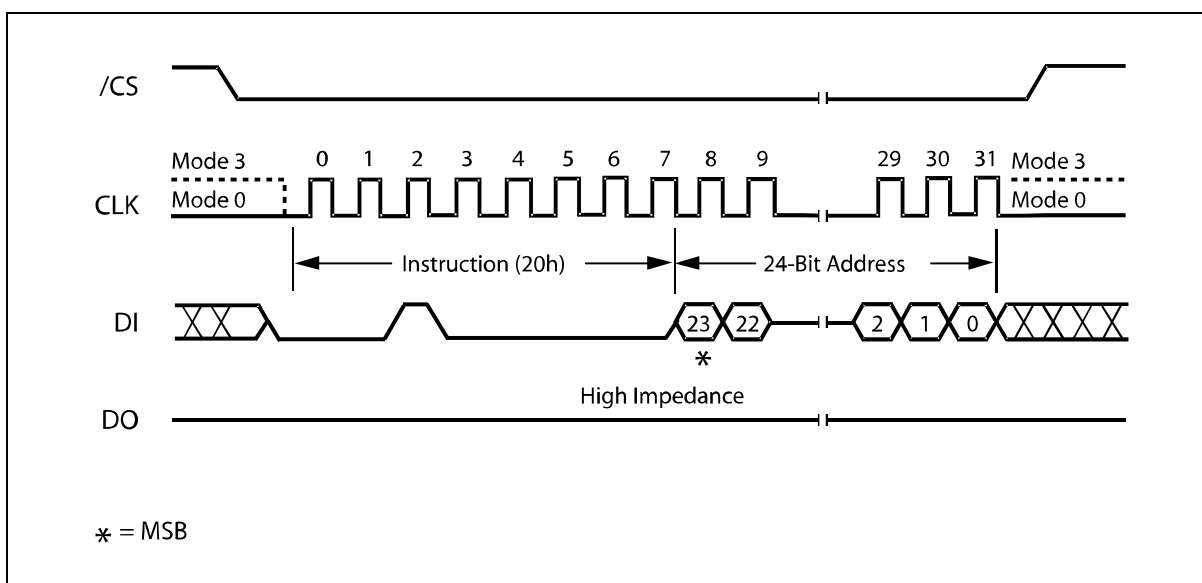 /CS
Mode 3 0 1 2 3 4 5 6 7 8 9 29 30 31 Mode 3
CLK Mode 0 Mode 0
Instruction (20h) 24-Bit Address
DI 23 22 2 1 0
*
High Impedance
DO
* = MSB